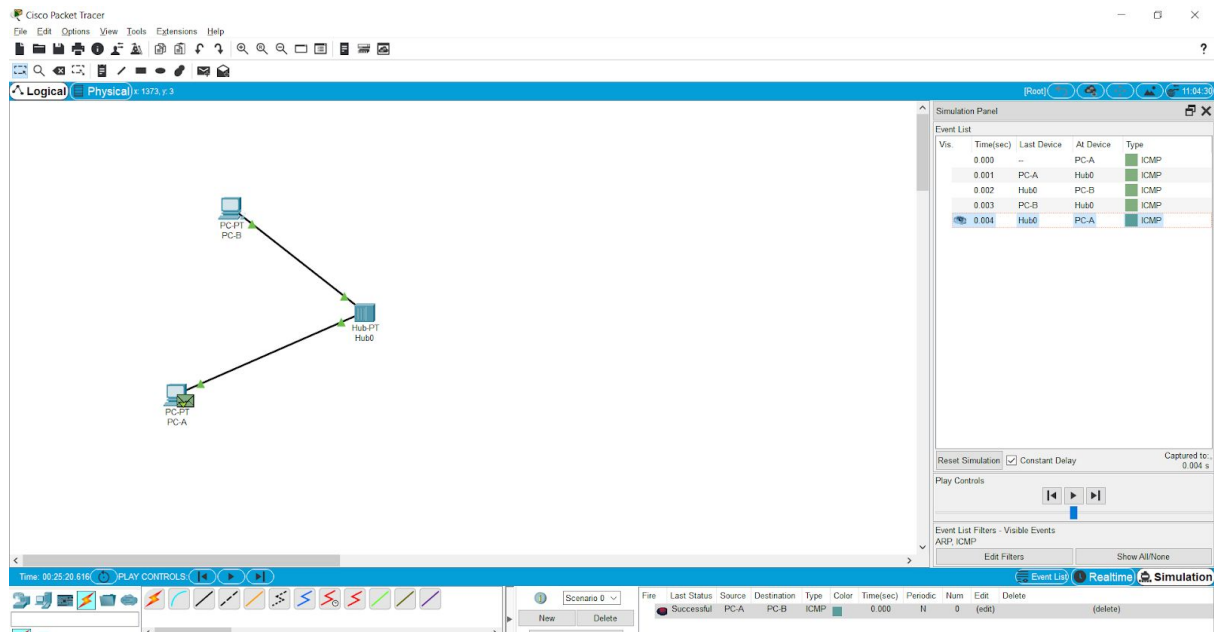 Cisco Packet Tracer
File Edit Options View Tools Extensions Help
?
Logical Physical x: 1373, y: 3 [Root] 11:04:30
Simulation Panel
Event List
Vis. Time(sec) Last Device At Device Type
0.000 -- PC-A ICMP
0.001 PC-A Hub0 ICMP
0.002 Hub0 PC-B ICMP
0.003 PC-B Hub0 ICMP
0.004 Hub0 PC-A ICMP
PC-PT
PC-B
Hub-PT
Hub0
PC-PT
PC-A
Reset Simulation Constant Delay Captured to:
0.004 s
Play Controls
Event List Filters - Visible Events
ARP, ICMP
Edit Filters Show All/None
Time: 00:25:20.616 PLAY CONTROLS: Event List Realtime Simulation
Scenario 0
New Delete
Fire Last Status Source Destination Type Color Time(sec) Periodic Num Edit Delete
Successful PC-A PC-B ICMP 0.000 N 0 (edit) (delete)